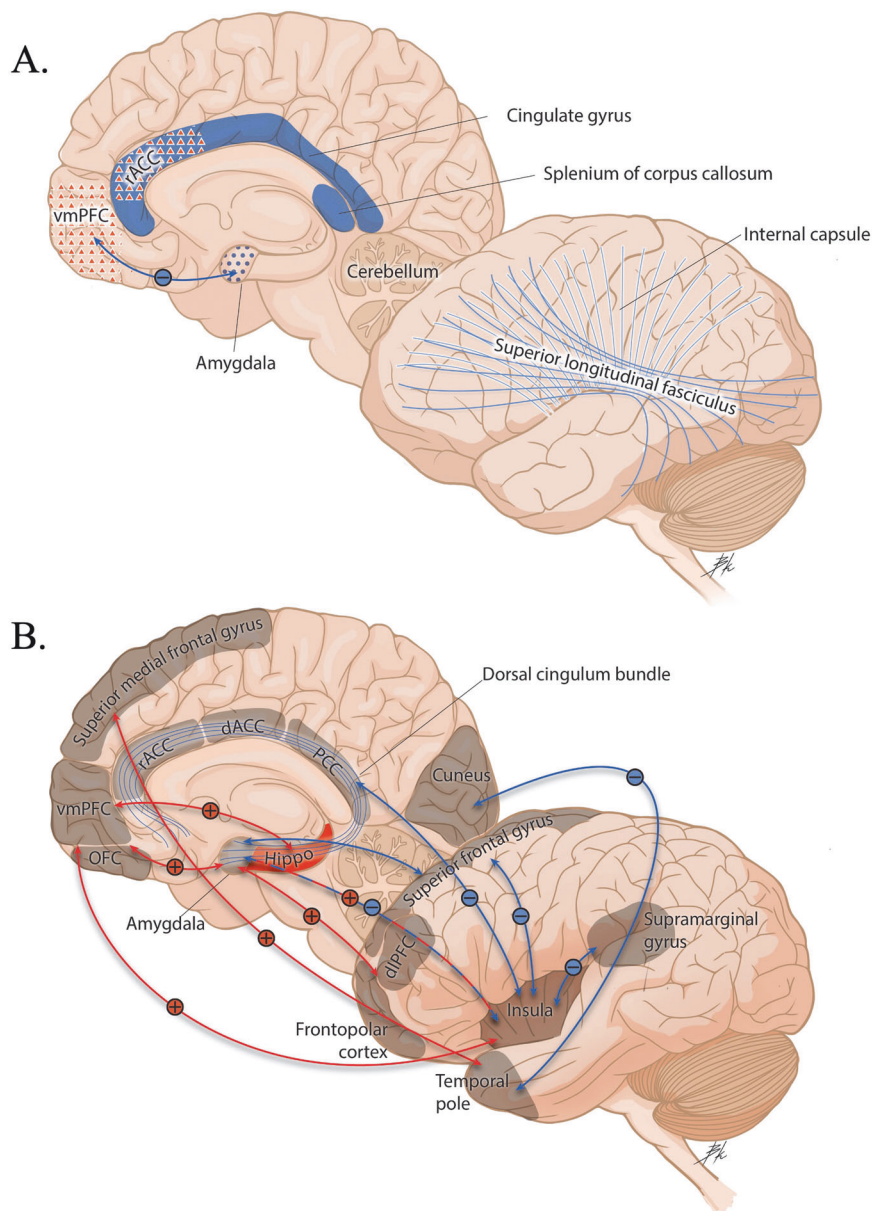 A.
Cingulate gyrus
rACC
Splenium of corpus callosum
vmPFC
Internal capsule
Cerebellum
Amygdala
Superior longitudinal fasciculus
B.
Superior medial frontal gyrus
Dorsal cingulum bundle
dACC
rACC
PCC
Cuneus
vmPFC
+
OFC
+
Hippo
Superior frontal gyrus
Amygdala
+
−
−
−
+
+
dlPFC
Supramarginal
gyrus
−
−
Insula
+
Frontopolar
cortex
Temporal
pole